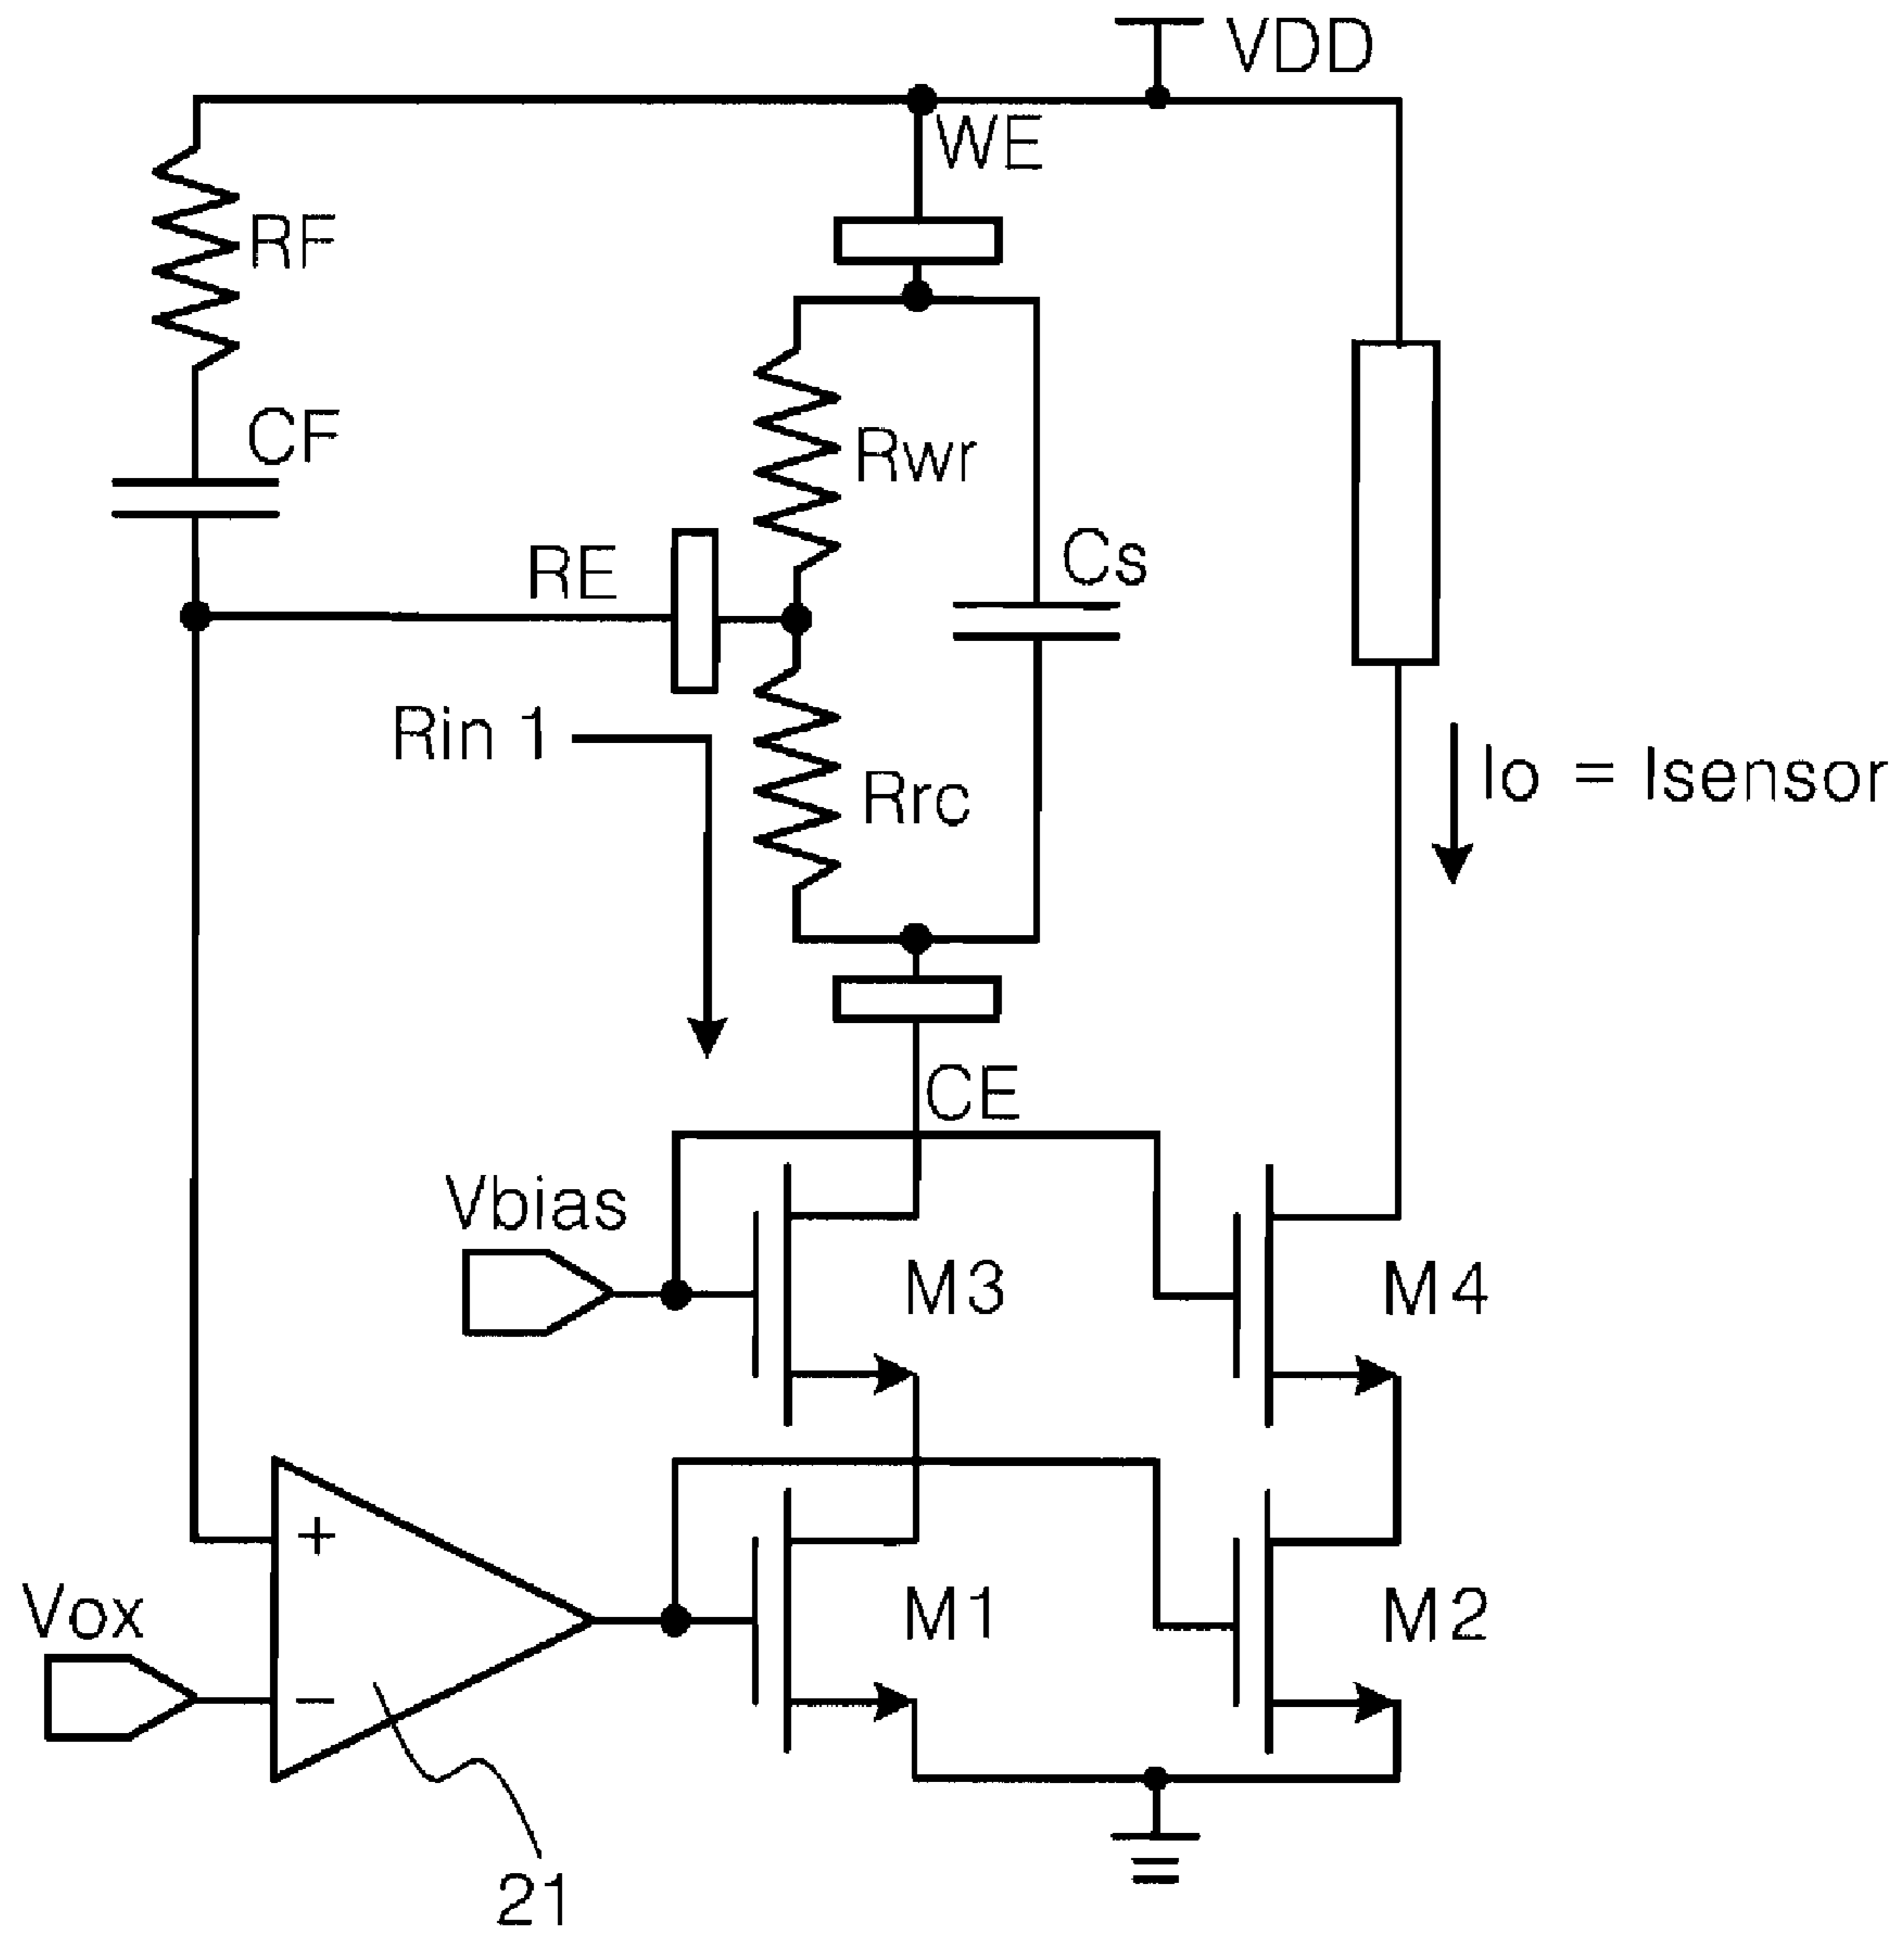 VDD
WE
RF
CF
Rwr
RE
Cs
Rin 1
Rrc
Io = Isensor
CE
Vbias
M3
M4
+
Vox
M1
M2
−
21